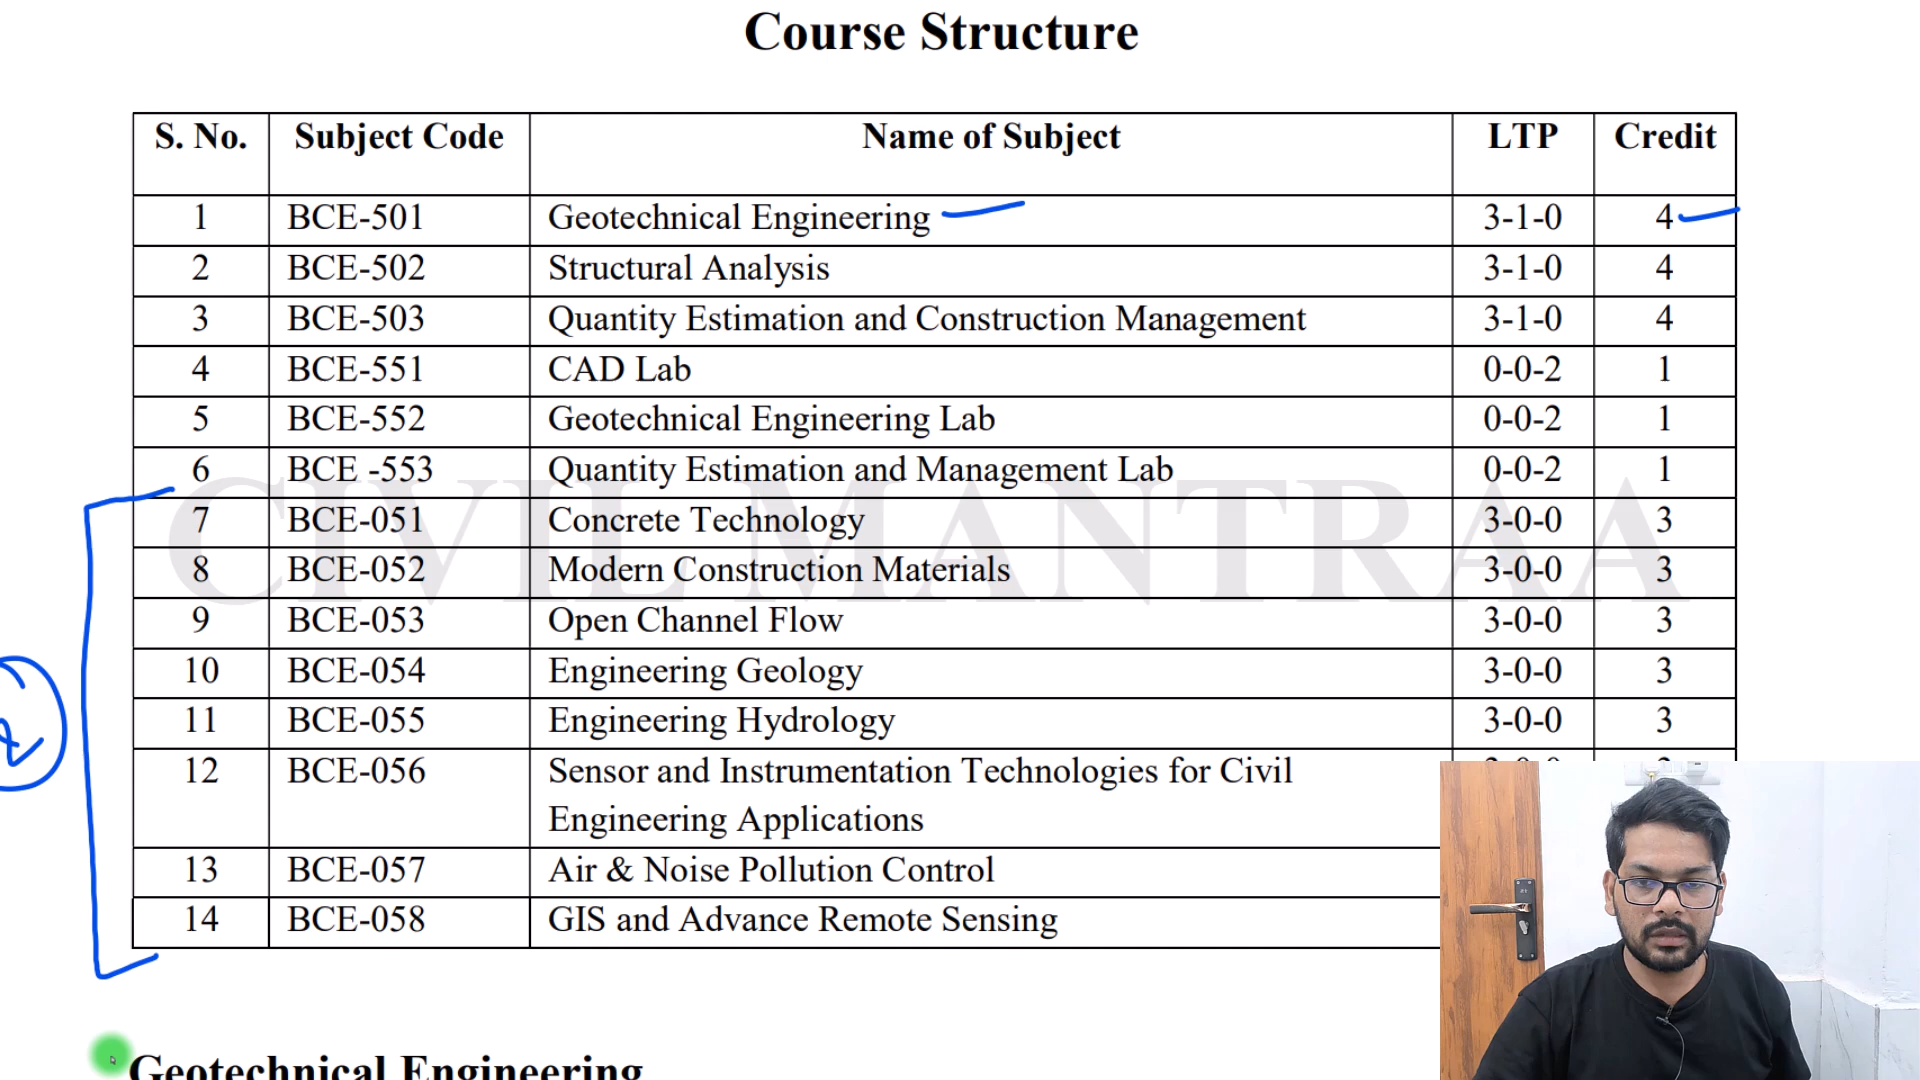 Course Structure
S. No. Subject Code Name of Subject LTP Credit
1 BCE-501 Geotechnical Engineering 3-1-0 4
2 BCE-502 Structural Analysis 3-1-0 4
3 BCE-503 Quantity Estimation and Construction Management 3-1-0 4
4 BCE-551 CAD Lab 0-0-2 1
5 BCE-552 Geotechnical Engineering Lab 0-0-2 1
6 BCE -553 Quantity Estimation and Management Lab 0-0-2 1
CIVIL MANTRAA
7 BCE-051 Concrete Technology 3-0-0 3
8 BCE-052 Modern Construction Materials 3-0-0 3
9 BCE-053 Open Channel Flow 3-0-0 3
10 BCE-054 Engineering Geology 3-0-0 3
11 BCE-055 Engineering Hydrology 3-0-0 3
12 BCE-056 Sensor and Instrumentation Technologies for Civil
Engineering Applications
13 BCE-057 Air & Noise Pollution Control
14 BCE-058 GIS and Advance Remote Sensing
Geotechnical Engineering